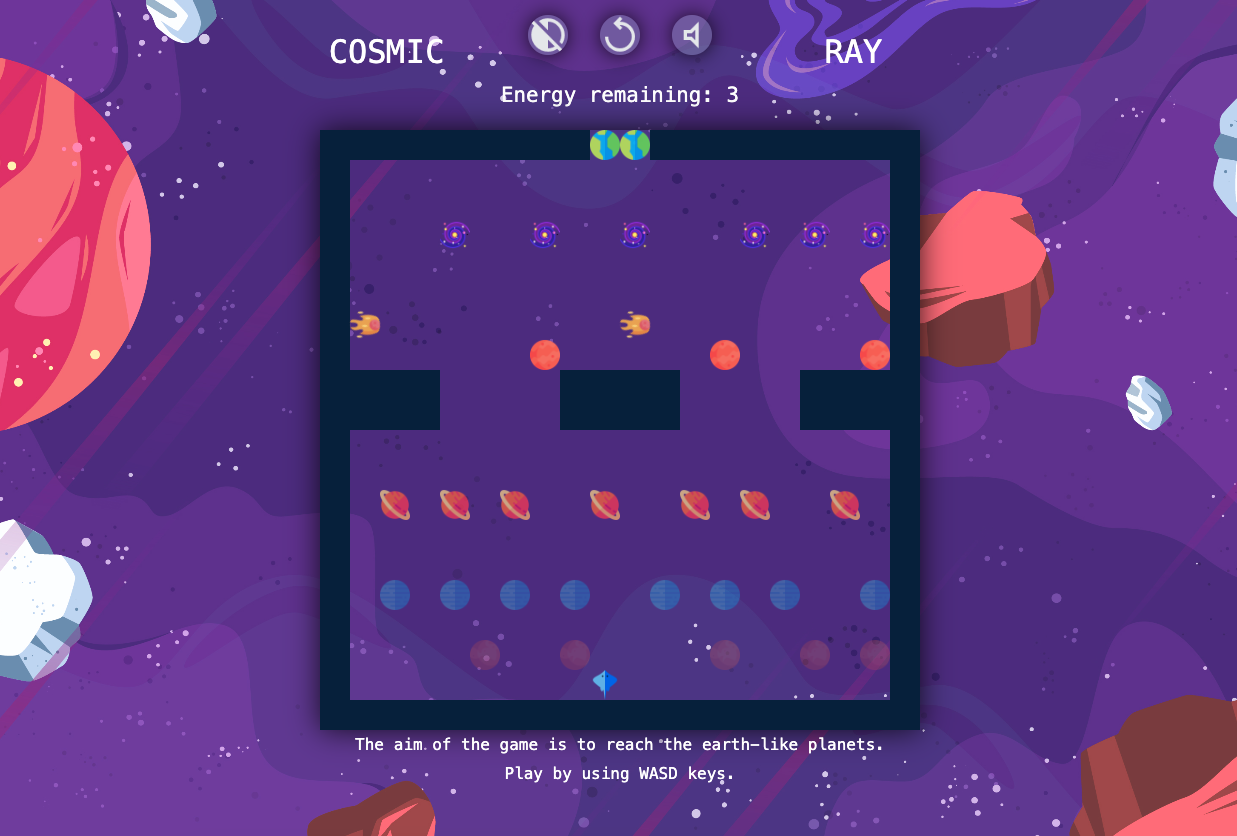 COSMIC RAY
Energy remaining: 3
The aim of the game is to reach the earth-like planets.
Play by using WASD keys.